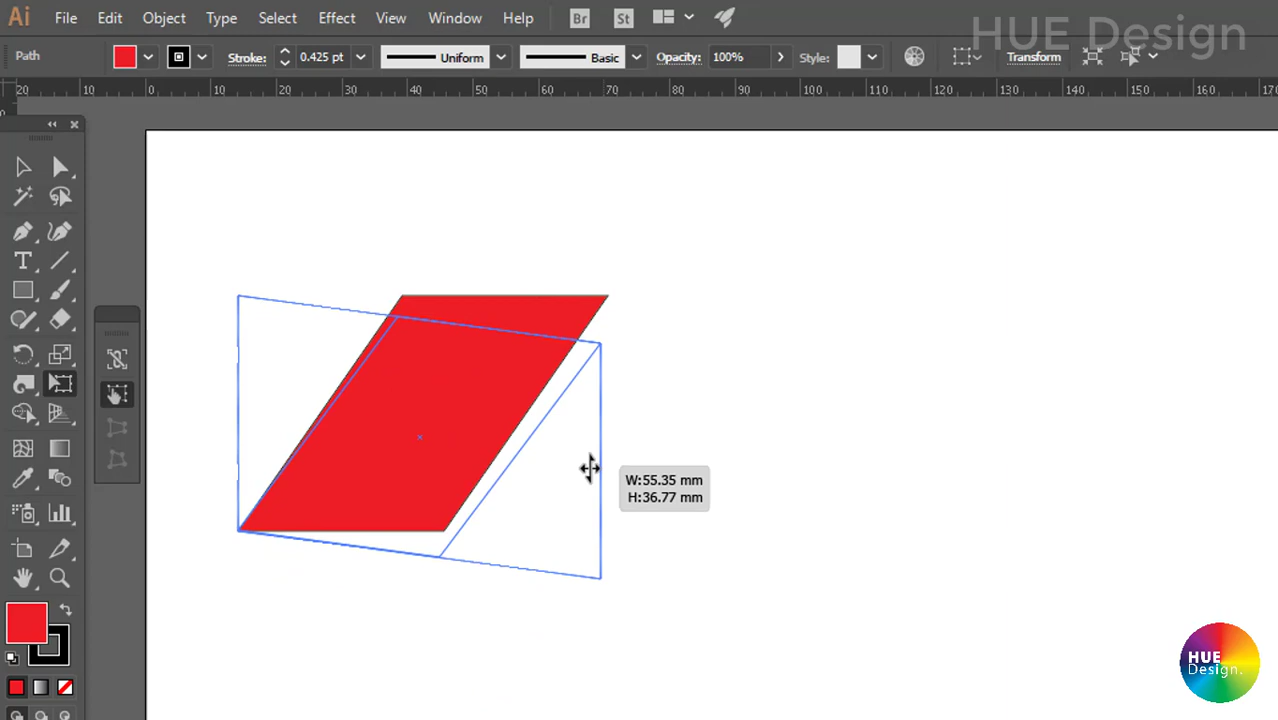 Ai File Edit Object Type Select Effect View Window Help Br St
HUE Design
Path Stroke: 0.425 pt Uniform Basic Opacity: 100% Style: Transform
20 10 0 10 20 30 40 50 60 70 80 90 100 110 120 130 140 150 160 170
0
W:55.35 mm
H:36.77 mm
HUE
Design.